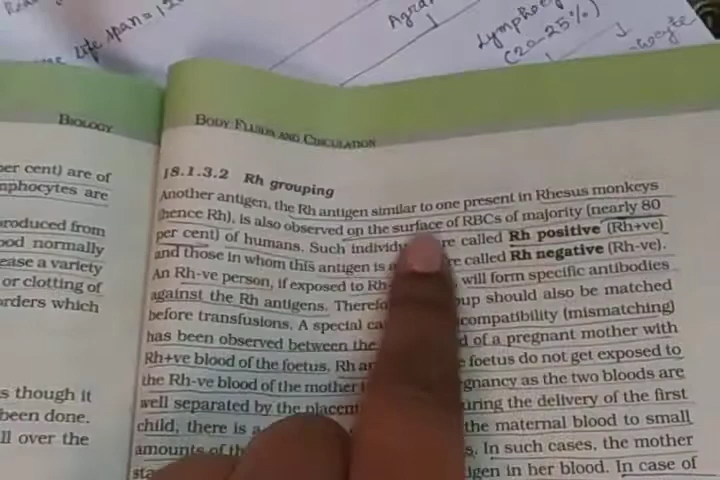 Life span = 12
Agra
Lymphocy
(20-25%)
-cyte
BIOLOGY
er cent) are of
nphocytes are
roduced from
ood normally
ease a variety
or clotting of
orders which
s though it
been done.
ll over the
BODY FLUIDS AND CIRCULATION
18.1.3.2 Rh grouping
Another antigen, the Rh antigen similar to one present in Rhesus monkeys
(hence Rh), is also observed on the surface of RBCs of majority (nearly 80
per cent) of humans. Such individu re called Rh positive (Rh+ve)
and those in whom this antigen is a re called Rh negative (Rh-ve).
An Rh-ve person, if exposed to Rh- will form specific antibodies
against the Rh antigens. Therefo up should also be matched
before transfusions. A special ca compatibility (mismatching)
has been observed between the d of a pregnant mother with
Rh+ve blood of the foetus. Rh an foetus do not get exposed to
the Rh-ve blood of the mother gnancy as the two bloods are
well separated by the placent uring the delivery of the first
child, there is a the maternal blood to small
amounts of th s. In such cases, the mother
sta igen in her blood. In case of